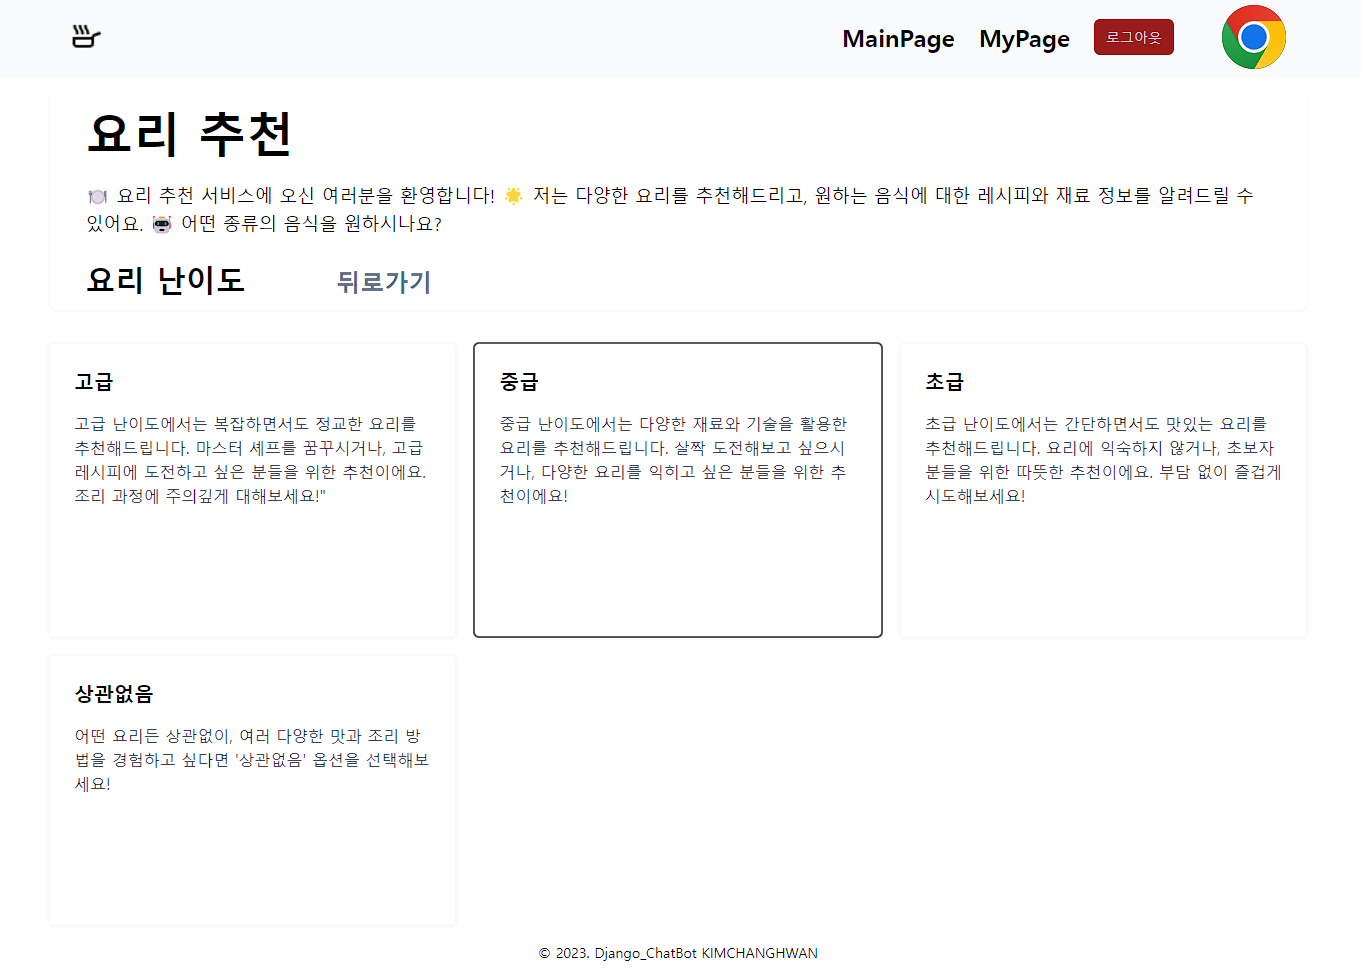 MainPage MyPage 로그아웃
요리 추천
🍽️ 요리 추천 서비스에 오신 여러분을 환영합니다! 🌟 저는 다양한 요리를 추천해드리고, 원하는 음식에 대한 레시피와 재료 정보를 알려드릴 수
있어요. 🤖 어떤 종류의 음식을 원하시나요?
요리 난이도 뒤로가기
고급
고급 난이도에서는 복잡하면서도 정교한 요리를
추천해드립니다. 마스터 셰프를 꿈꾸시거나, 고급
레시피에 도전하고 싶은 분들을 위한 추천이에요.
조리 과정에 주의깊게 대해보세요!"
중급
중급 난이도에서는 다양한 재료와 기술을 활용한
요리를 추천해드립니다. 살짝 도전해보고 싶으시
거나, 다양한 요리를 익히고 싶은 분들을 위한 추
천이에요!
초급
초급 난이도에서는 간단하면서도 맛있는 요리를
추천해드립니다. 요리에 익숙하지 않거나, 초보자
분들을 위한 따뜻한 추천이에요. 부담 없이 즐겁게
시도해보세요!
상관없음
어떤 요리든 상관없이, 여러 다양한 맛과 조리 방
법을 경험하고 싶다면 '상관없음' 옵션을 선택해보
세요!
© 2023. Django_ChatBot KIMCHANGHWAN